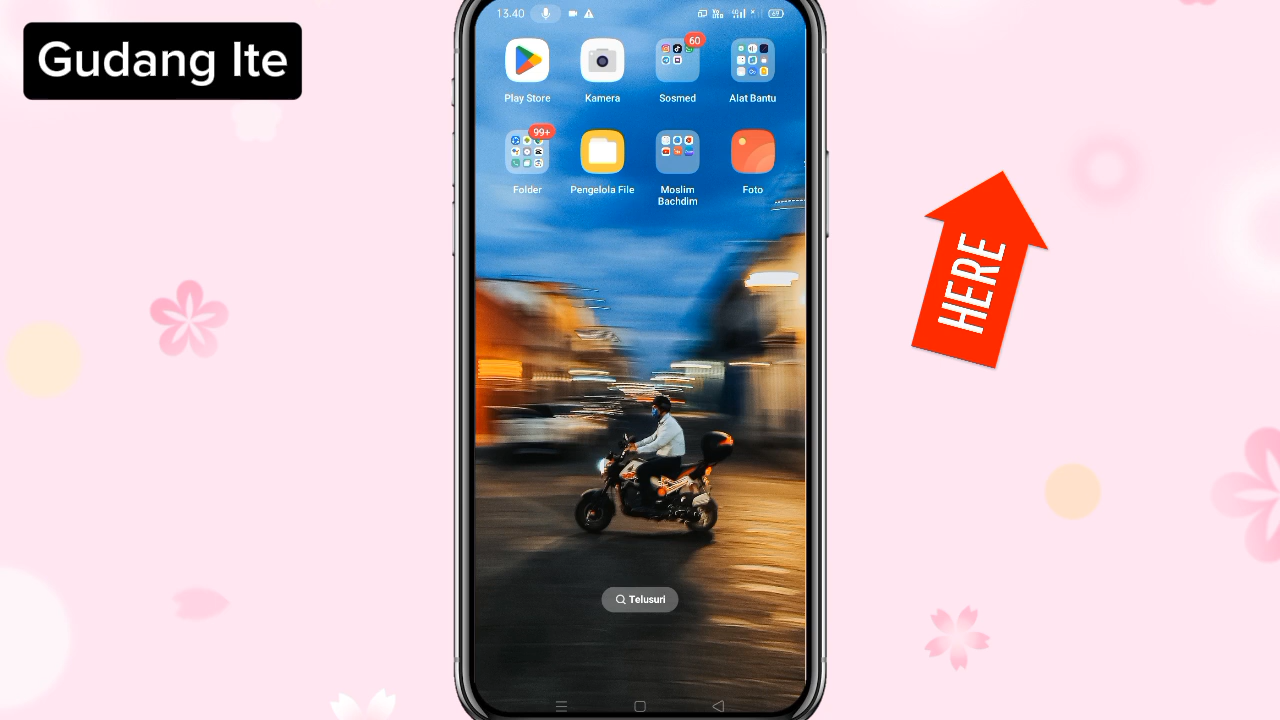 Gudang Ite
13.40
69
60
Play Store
Kamera
Sosmed
Alat Bantu
99+
Folder
Pengelola File
Moslim
Bachdim
Foto
HERE
Telusuri